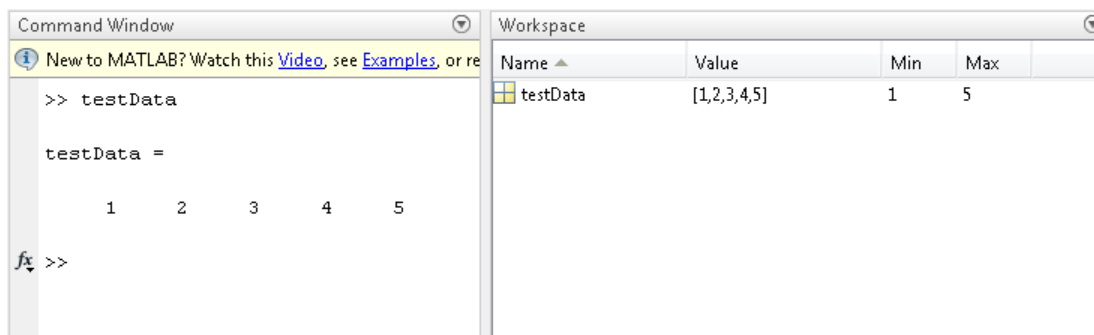 Command Window
New to MATLAB? Watch this Video, see Examples, or re
>> testData
testData =
1 2 3 4 5
fx >>
Workspace
Name Value Min Max
testData [1,2,3,4,5] 1 5